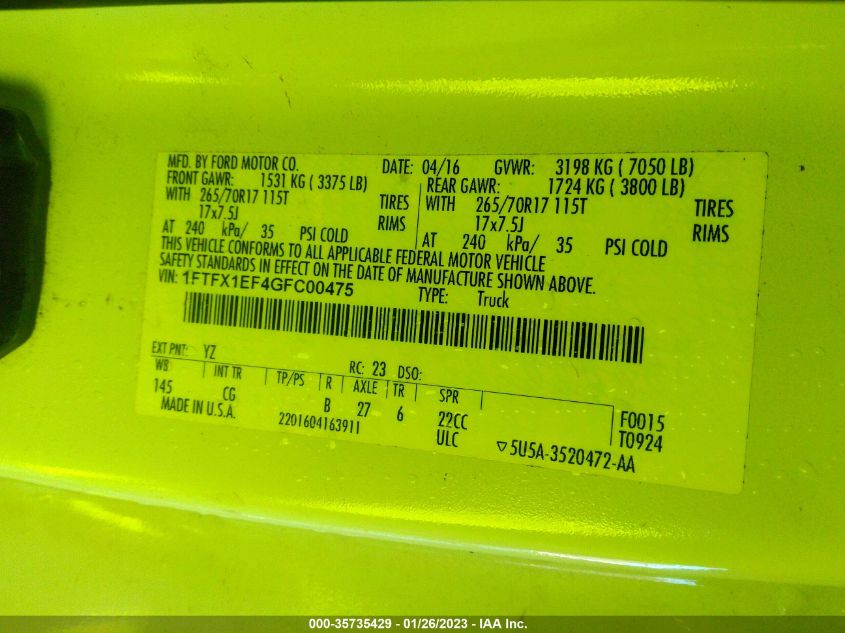 MFD. BY FORD MOTOR CO. DATE: 04/16 GVWR: 3198 KG ( 7050 LB)
FRONT GAWR: 1531 KG ( 3375 LB) REAR GAWR: 1724 KG ( 3800 LB)
WITH 265/70R17 115T TIRES WITH 265/70R17 115T TIRES
17x7.5J RIMS 17x7.5J RIMS
AT 240 kPa/ 35 PSI COLD AT 240 kPa/ 35 PSI COLD
THIS VEHICLE CONFORMS TO ALL APPLICABLE FEDERAL MOTOR VEHICLE
SAFETY STANDARDS IN EFFECT ON THE DATE OF MANUFACTURE SHOWN ABOVE.
VIN: 1FTFX1EF4GFC00475 TYPE: Truck
EXT PNT: YZ RC: 23 DSO:
WB INT TR TP/PS R AXLE TR SPR
145 CG B 27 6 22CC F0015
MADE IN U.S.A. 2201604163911 ULC T0924
▽5U5A-3520472-AA
000-35735429 - 01/26/2023 - IAA Inc.